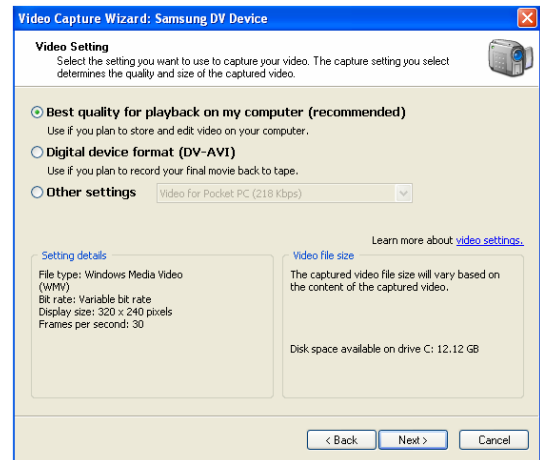 Video Capture Wizard: Samsung DV Device
Video Setting
Select the setting you want to use to capture your video. The capture setting you select
determines the quality and size of the captured video.
Best quality for playback on my computer (recommended)
Use if you plan to store and edit video on your computer.
Digital device format (DV-AVI)
Use if you plan to record your final movie back to tape.
Other settings Video for Pocket PC (218 Kbps)
Learn more about video settings.
Setting details
File type: Windows Media Video
(WMV)
Bit rate: Variable bit rate
Display size: 320 x 240 pixels
Frames per second: 30
Video file size
The captured video file size will vary based on
the content of the captured video.
Disk space available on drive C: 12.12 GB
< Back Next > Cancel